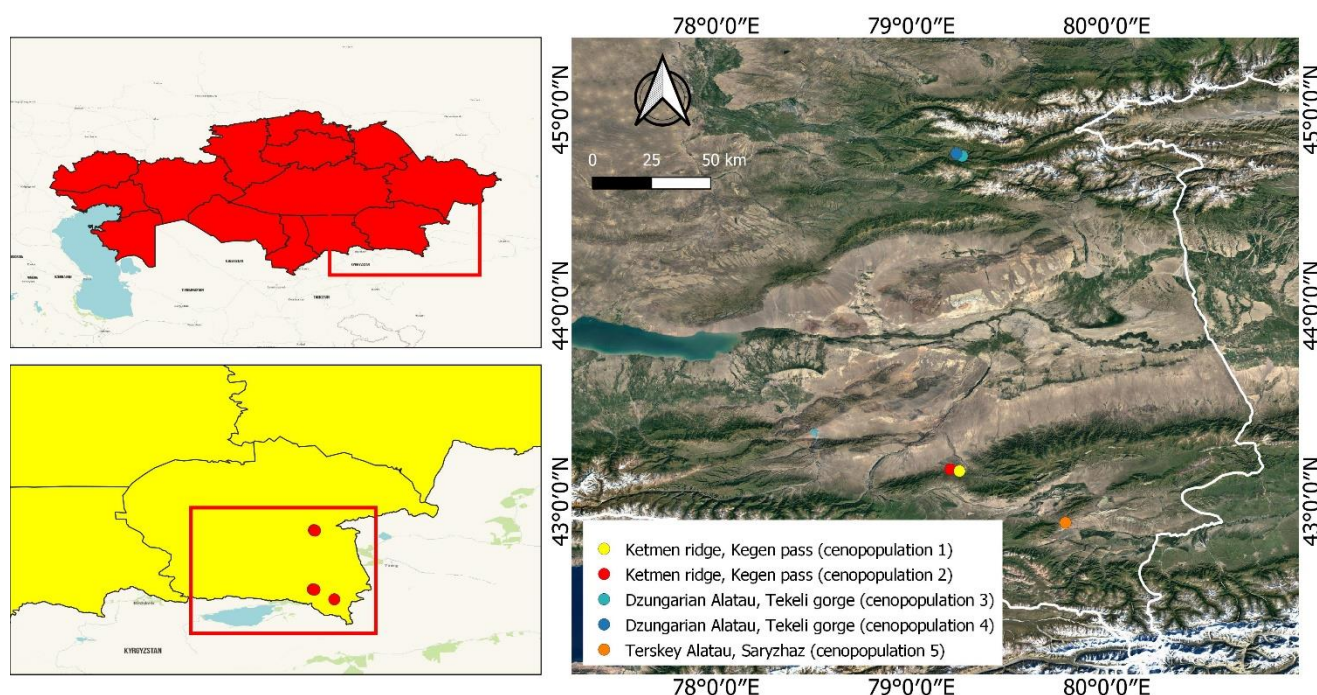 78°0′0″E
79°0′0″E
80°0′0″E
45°0′0″N
44°0′0″N
43°0′0″N
45°0′0″N
44°0′0″N
43°0′0″N
0 25 50 km
KYRGYZSTAN
Ketmen ridge, Kegen pass (cenopopulation 1)
Ketmen ridge, Kegen pass (cenopopulation 2)
Dzungarian Alatau, Tekeli gorge (cenopopulation 3)
Dzungarian Alatau, Tekeli gorge (cenopopulation 4)
Terskey Alatau, Saryzhaz (cenopopulation 5)
78°0′0″E
79°0′0″E
80°0′0″E